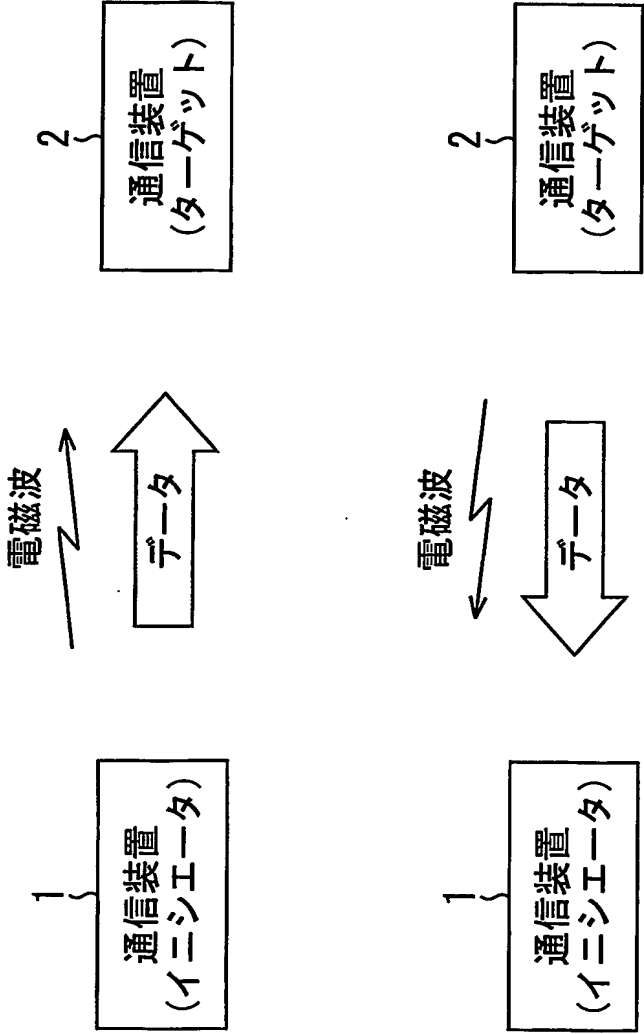 1
通信装置
(イニシエータ)
電磁波
データ
2
通信装置
(ターゲット)
1
通信装置
(イニシエータ)
電磁波
データ
2
通信装置
(ターゲット)